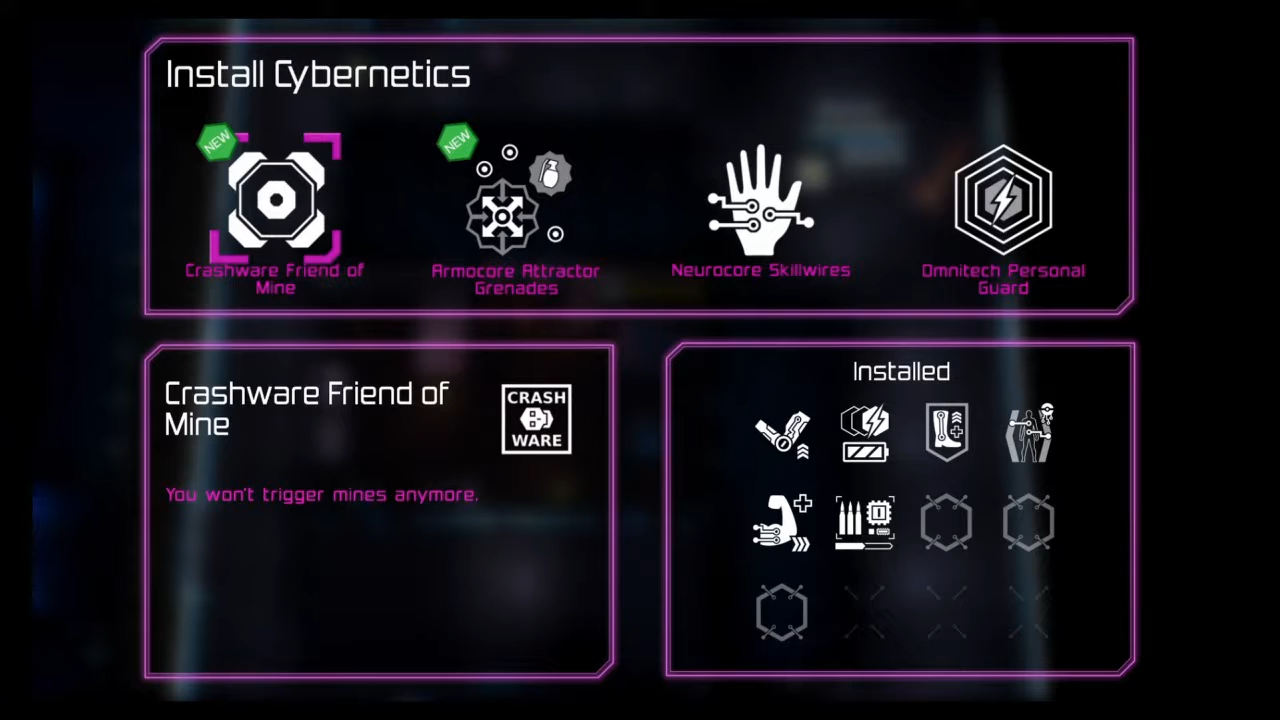 Install Cybernetics
NEW
NEW
Crashware Friend of
Mine
Armocore Attractor
Grenades
Neurocore Skillwires
Omnitech Personal
Guard
Crashware Friend of
Mine
CRASH
WARE
You won't trigger mines anymore.
Installed